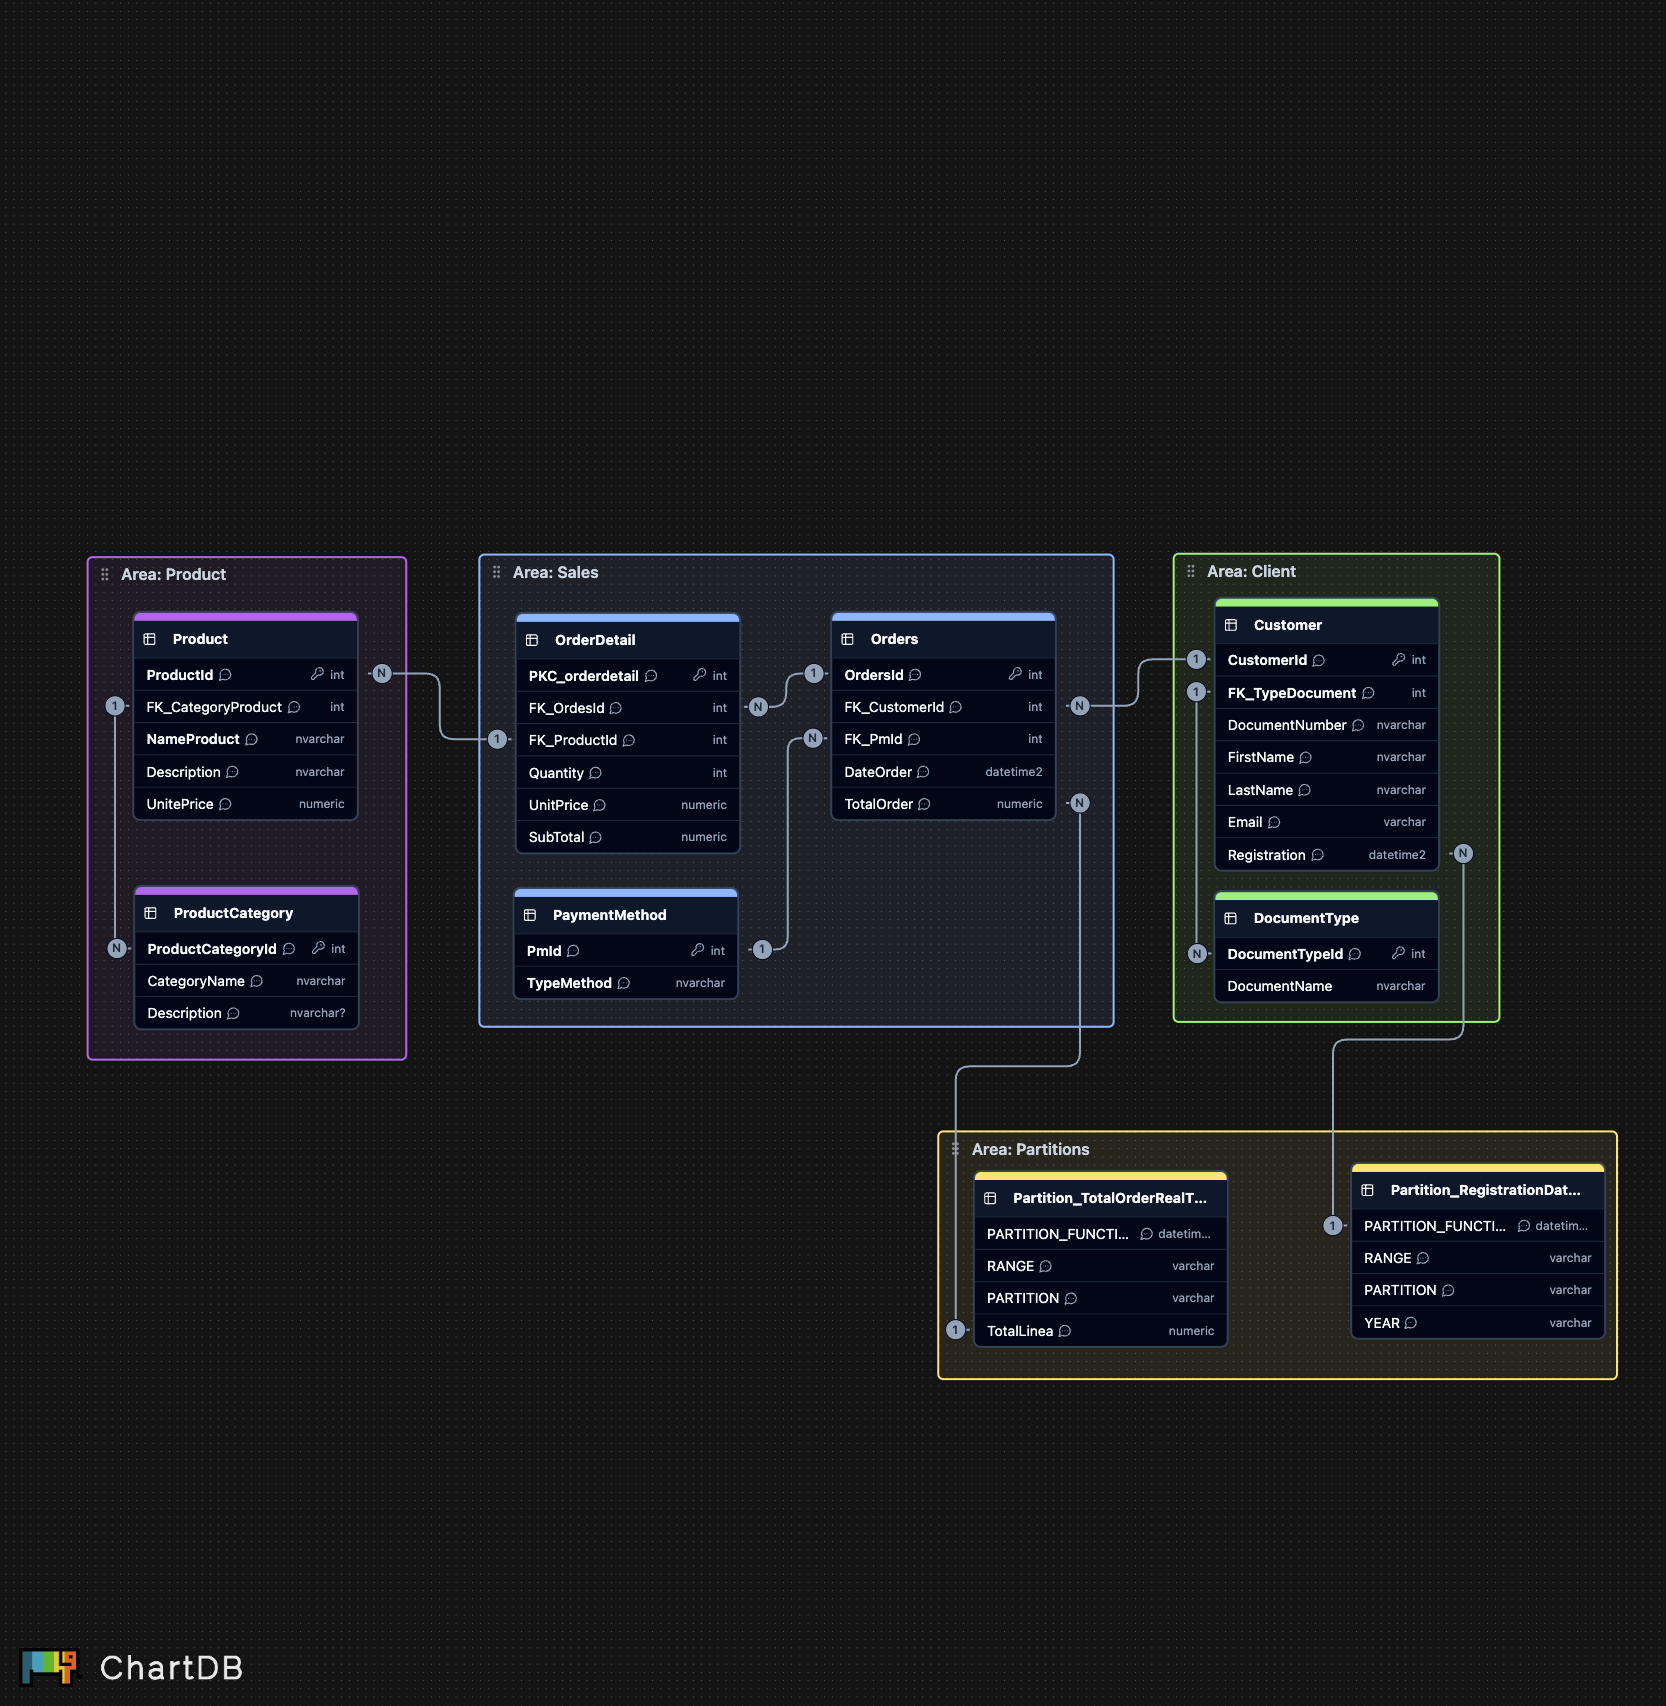 Area: Product
Product
ProductId int
FK_CategoryProduct int
NameProduct nvarchar
Description nvarchar
UnitePrice numeric
ProductCategory
ProductCategoryId int
CategoryName nvarchar
Description nvarchar?
N
1
N
Area: Sales
OrderDetail
PKC_orderdetail int
FK_OrdesId int
FK_ProductId int
Quantity int
UnitPrice numeric
SubTotal numeric
1
N
PaymentMethod
PmId int
TypeMethod nvarchar
1
Orders
OrdersId int
FK_CustomerId int
FK_PmId int
DateOrder datetime2
TotalOrder numeric
1
N
N
N
Area: Client
Customer
CustomerId int
FK_TypeDocument int
DocumentNumber nvarchar
FirstName nvarchar
LastName nvarchar
Email varchar
Registration datetime2
1
1
N
DocumentType
DocumentTypeId int
DocumentName nvarchar
N
Area: Partitions
Partition_TotalOrderRealT...
PARTITION_FUNCTI... datetim...
RANGE varchar
PARTITION varchar
TotalLinea numeric
1
Partition_RegistrationDat...
PARTITION_FUNCTI... datetim...
RANGE varchar
PARTITION varchar
YEAR varchar
1
ChartDB